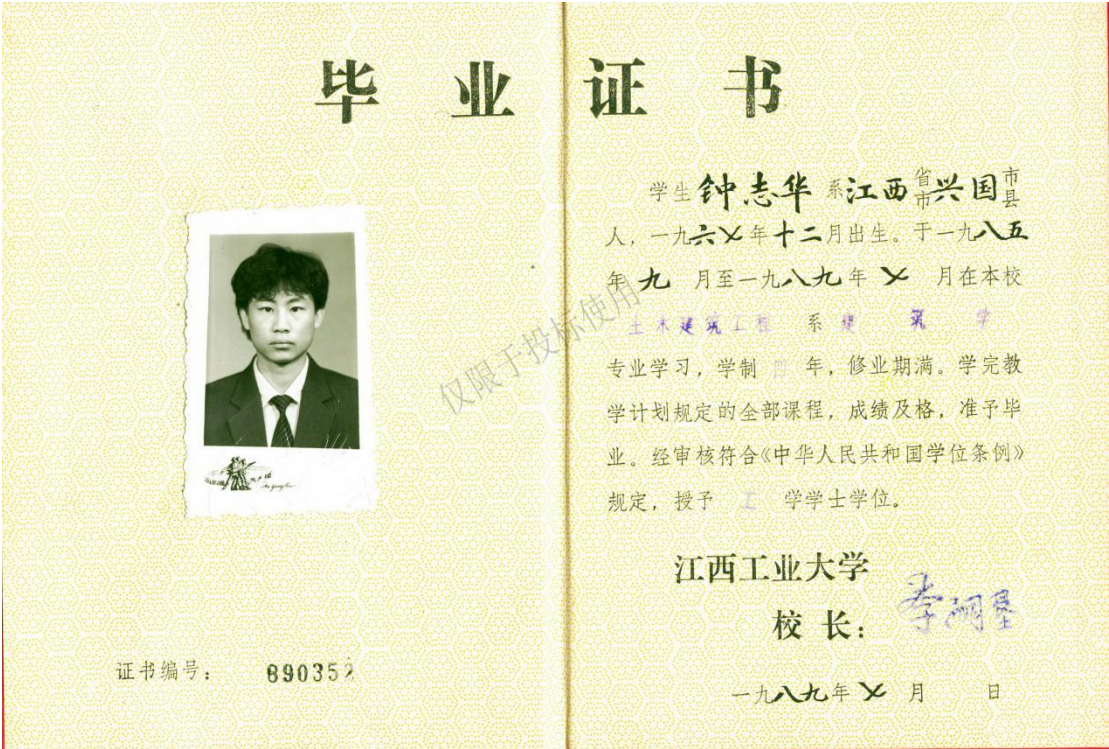 毕业证书
学生钟志华系江西省市兴国市县
人，一九六七年十二月出生。于一九八五
年九月至一九八九年七月在本校
土木建筑工程系建筑学
专业学习，学制四年，修业期满。学完教
学计划规定的全部课程，成绩及格，准予毕
业。经审核符合《中华人民共和国学位条例》
规定，授予工学学士学位。
江西工业大学
校长：
一九八九年七月 日
证书编号：890352
仅限于投标使用